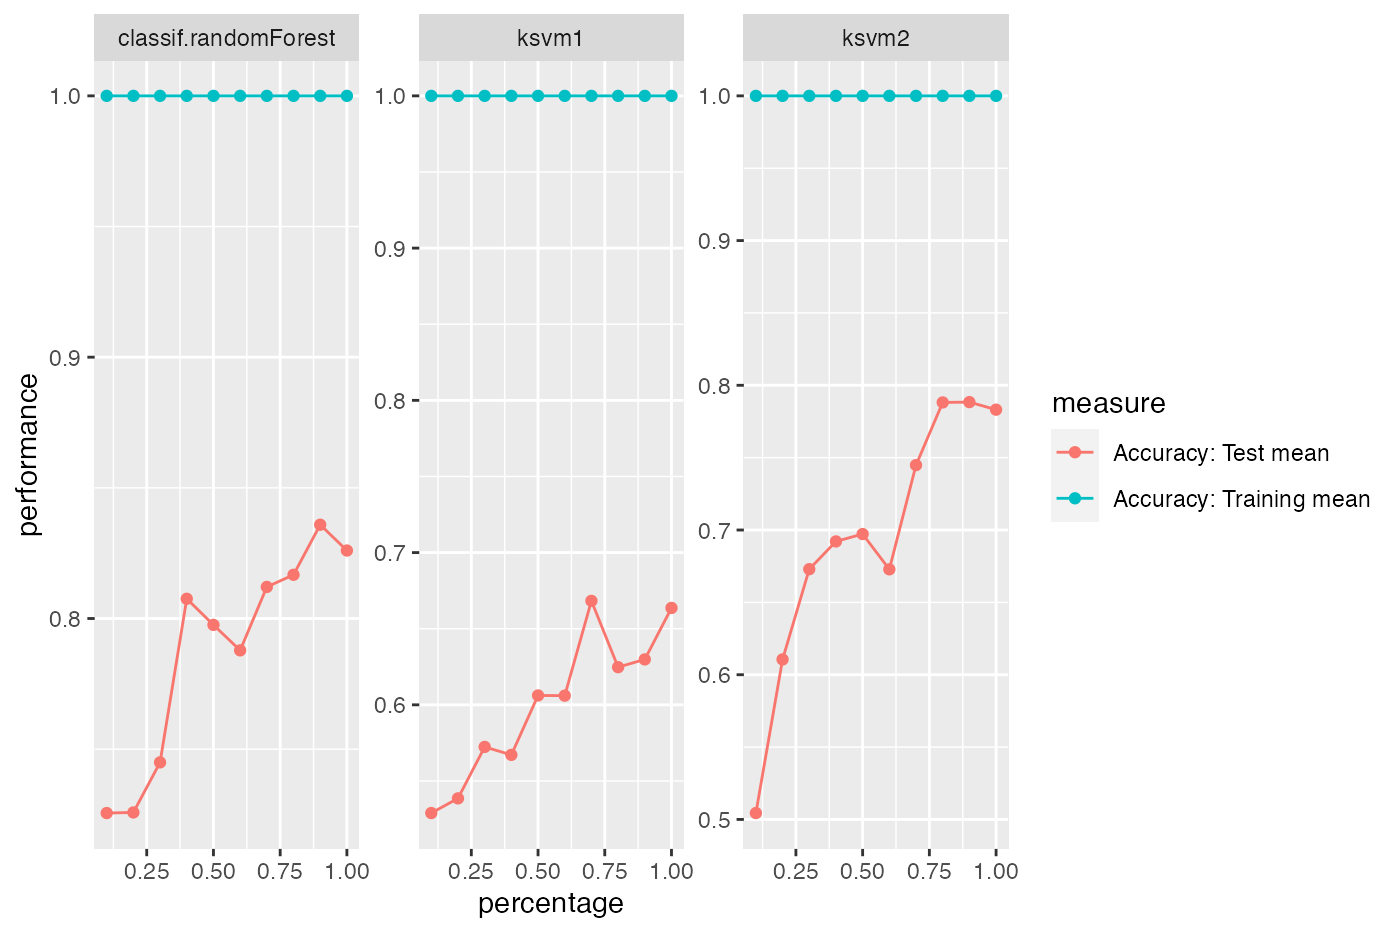 classif.randomForest
ksvm1
ksvm2
1.0
0.9
0.8
1.0
0.9
0.8
0.7
0.6
1.0
0.9
0.8
0.7
0.6
0.5
performance
0.25 0.50 0.75 1.00
0.25 0.50 0.75 1.00
0.25 0.50 0.75 1.00
percentage
measure
Accuracy: Test mean
Accuracy: Training mean